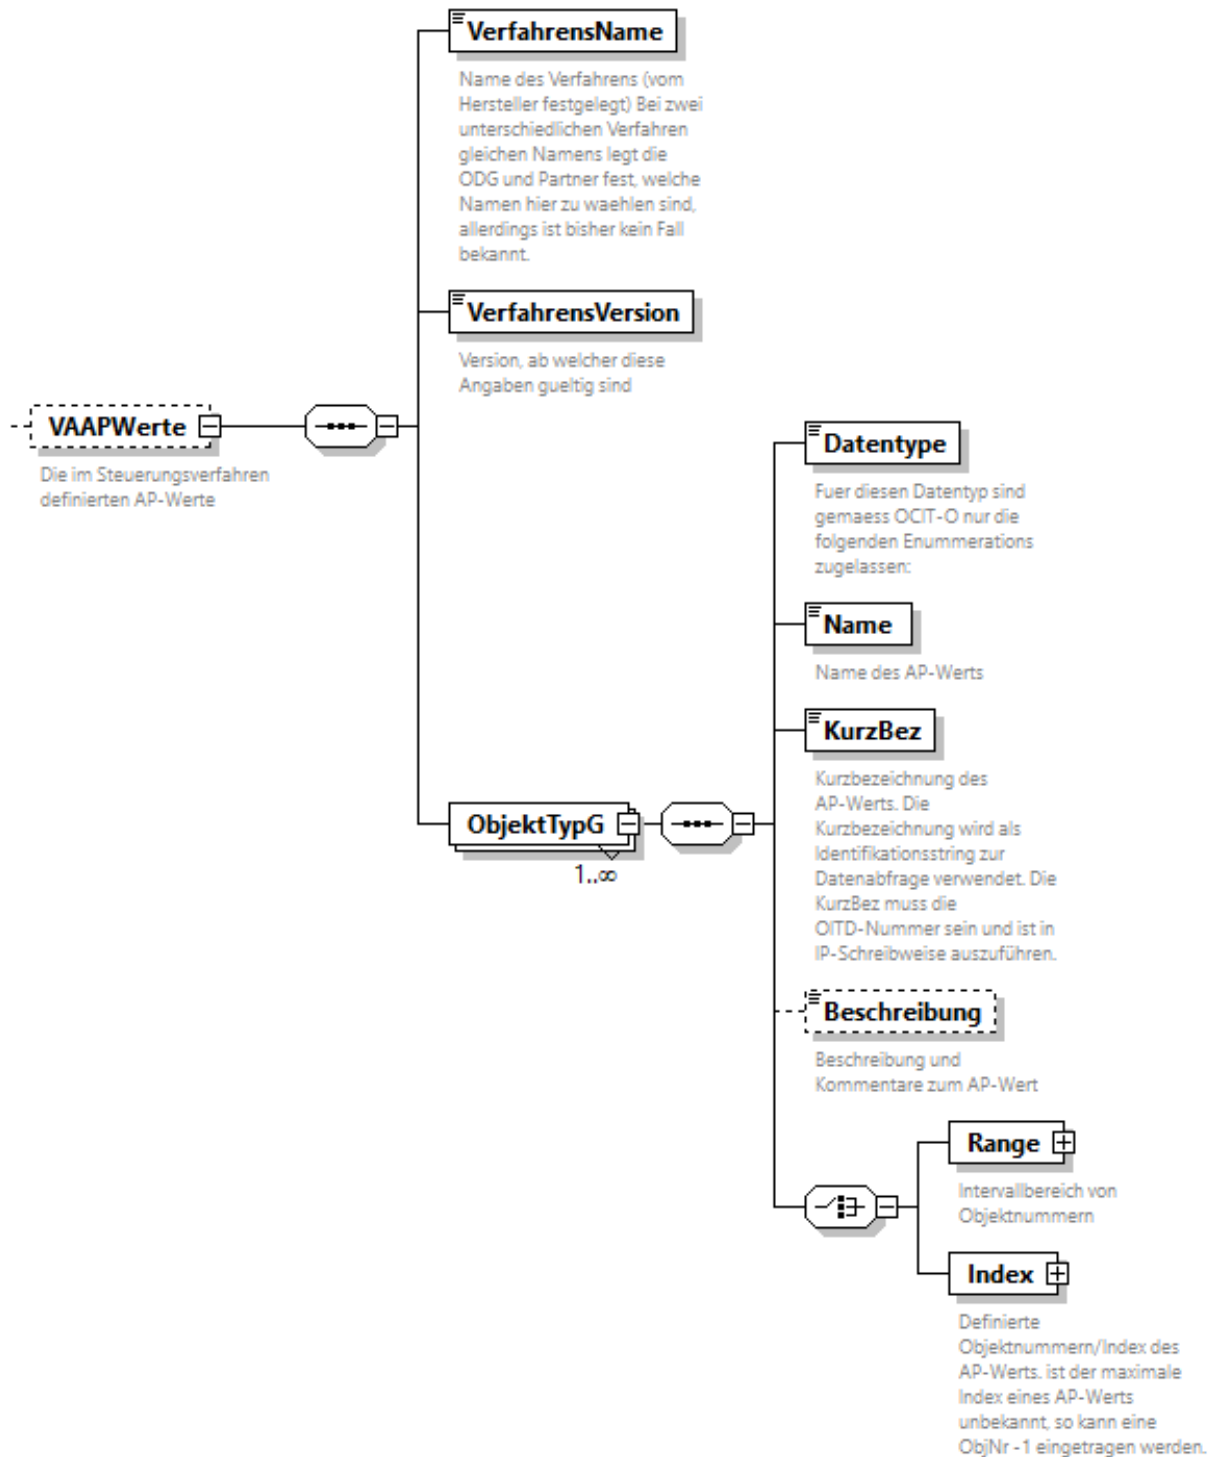 VerfahrensName
Name des Verfahrens (vom
Hersteller festgelegt) Bei zwei
unterschiedlichen Verfahren
gleichen Namens legt die
ODG und Partner fest, welche
Namen hier zu waehlen sind,
allerdings ist bisher kein Fall
bekannt.
VerfahrensVersion
Version, ab welcher diese
Angaben gueltig sind
VAAPWerte
Die im Steuerungsverfahren
definierten AP-Werte
Datentype
Fuer diesen Datentyp sind
gemaess OCIT-O nur die
folgenden Enummerations
zugelassen:
Name
Name des AP-Werts
KurzBez
Kurzbezeichnung des
AP-Werts. Die
Kurzbezeichnung wird als
Identifikationsstring zur
Datenabfrage verwendet. Die
KurzBez muss die
OITD-Nummer sein und ist in
IP-Schreibweise auszuführen.
ObjektTypG
1..∞
Beschreibung
Beschreibung und
Kommentare zum AP-Wert
Range
Intervallbereich von
Objektnummern
Index
Definierte
Objektnummern/Index des
AP-Werts. ist der maximale
Index eines AP-Werts
unbekannt, so kann eine
ObjNr -1 eingetragen werden.